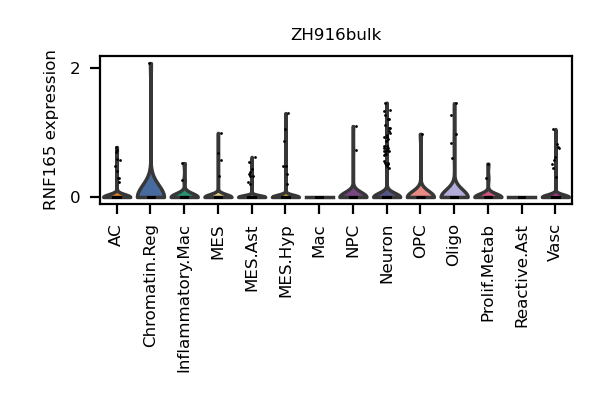 ZH916bulk
RNF165 expression
2
0
AC
Chromatin.Reg
Inflammatory.Mac
MES
MES.Ast
MES.Hyp
Mac
NPC
Neuron
OPC
Oligo
Prolif.Metab
Reactive.Ast
Vasc